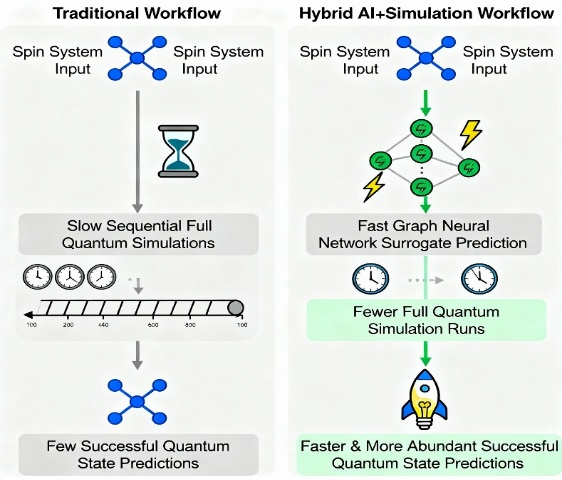 Traditional Workflow
Spin System
Input
Spin System
Input
Slow Sequential Full
Quantum Simulations
100 200 440 600 800 100
Few Successful Quantum
State Predictions
Hybrid AI+Simulation Workflow
Spin System
Input
Spin System
Input
Fast Graph Neural
Network Surrogate Prediction
Fewer Full Quantum
Simulation Runs
Faster & More Abundant Successful
Quantum State Predictions